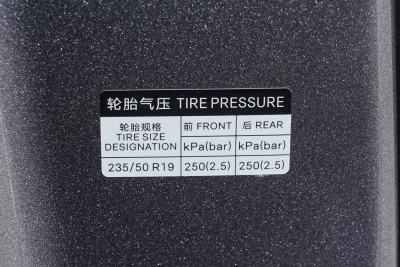 轮胎气压 TIRE PRESSURE
轮胎规格
TIRE SIZE
DESIGNATION
前 FRONT
后 REAR
kPa(bar)
kPa(bar)
235/50 R19
250(2.5)
250(2.5)